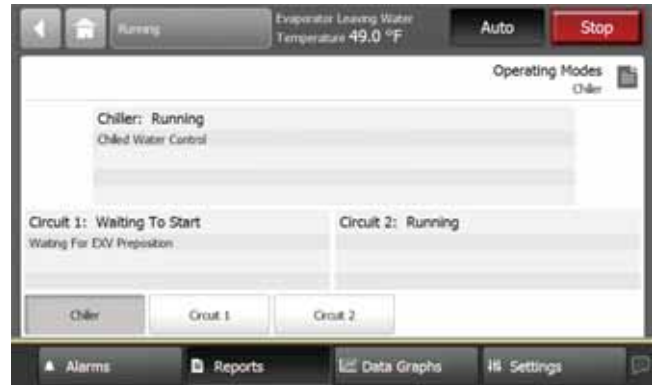 Running
Evaporator Leaving Water
Temperature 49.0 °F
Auto
Stop
Operating Modes
Chiller
Chiller: Running
Chilled Water Control
Circuit 1: Waiting To Start
Waiting For EXV Preposition
Circuit 2: Running
Chiller
Circuit 1
Circuit 2
Alarms
Reports
Data Graphs
Settings